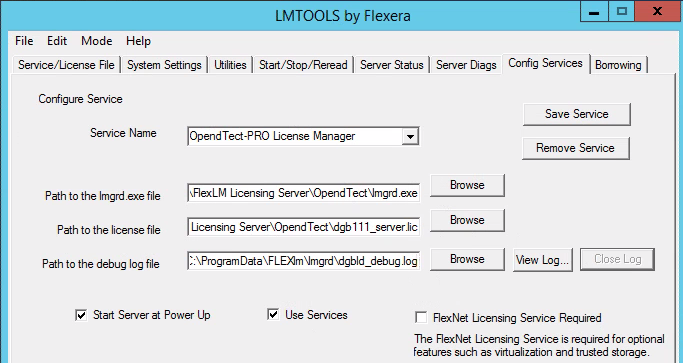 LMTOOLS by Flexera
File Edit Mode Help
Service/License File System Settings Utilities Start/Stop/Reread Server Status Server Diags Config Services Borrowing
Configure Service
Save Service
Service Name OpendTect-PRO License Manager
Remove Service
Path to the lmgrd.exe file \FlexLM Licensing Server\OpendTect\lmgrd.exe Browse
Path to the license file Licensing Server\OpendTect\dgb111_server.lic Browse
Path to the debug log file :\ProgramData\FLEXlm\lmgrd\dgbld_debug.log Browse View Log... Close Log
Start Server at Power Up Use Services FlexNet Licensing Service Required
The FlexNet Licensing Service is required for optional
features such as virtualization and trusted storage.